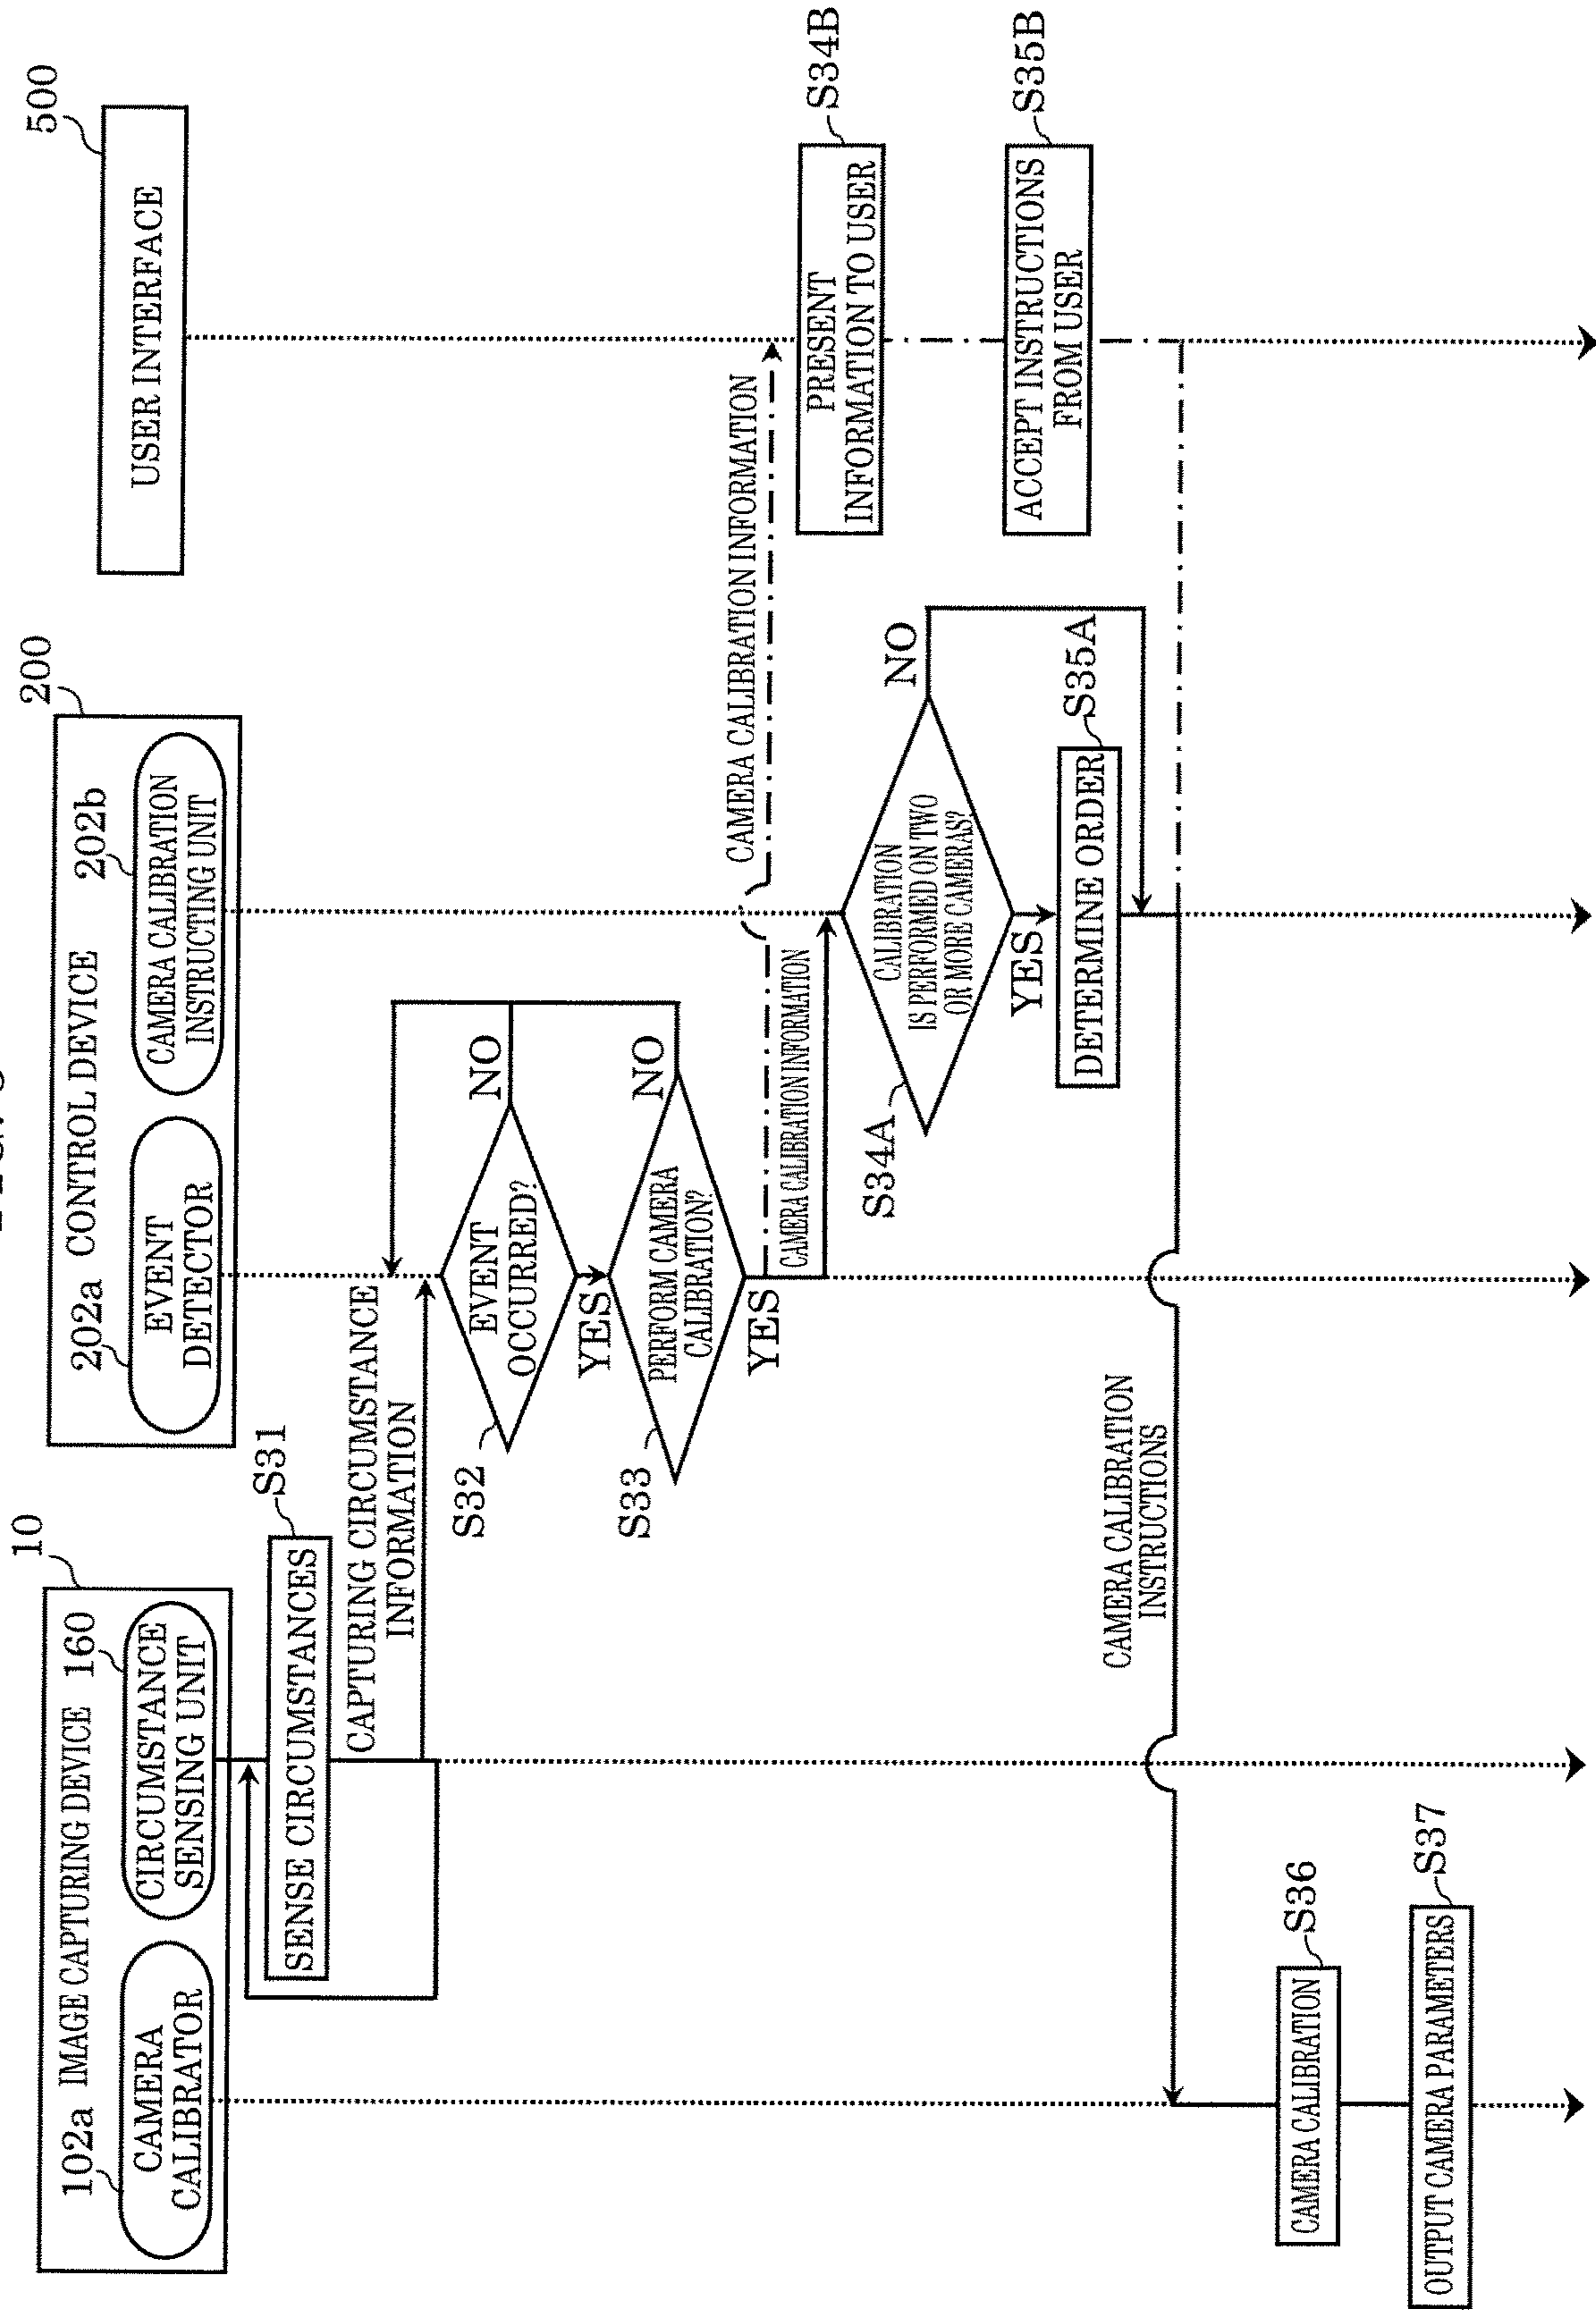 10
102a IMAGE CAPTURING DEVICE 160
CAMERA
CALIBRATOR
CIRCUMSTANCE
SENSING UNIT
200
202a CONTROL DEVICE 202b
EVENT
DETECTOR
CAMERA CALIBRATION
INSTRUCTING UNIT
500
USER INTERFACE
SENSE CIRCUMSTANCES
S31
CAPTURING CIRCUMSTANCE
INFORMATION
S32
EVENT
OCCURRED?
NO
YES
S33
PERFORM CAMERA
CALIBRATION?
NO
YES
CAMERA CALIBRATION INFORMATION
CAMERA CALIBRATION INFORMATION
S34A
CALIBRATION
IS PERFORMED ON TWO
OR MORE CAMERAS?
NO
YES
DETERMINE ORDER
S35A
PRESENT
INFORMATION TO USER
S34B
ACCEPT INSTRUCTIONS
FROM USER
S35B
CAMERA CALIBRATION
INSTRUCTIONS
CAMERA CALIBRATION
S36
OUTPUT CAMERA PARAMETERS
S37